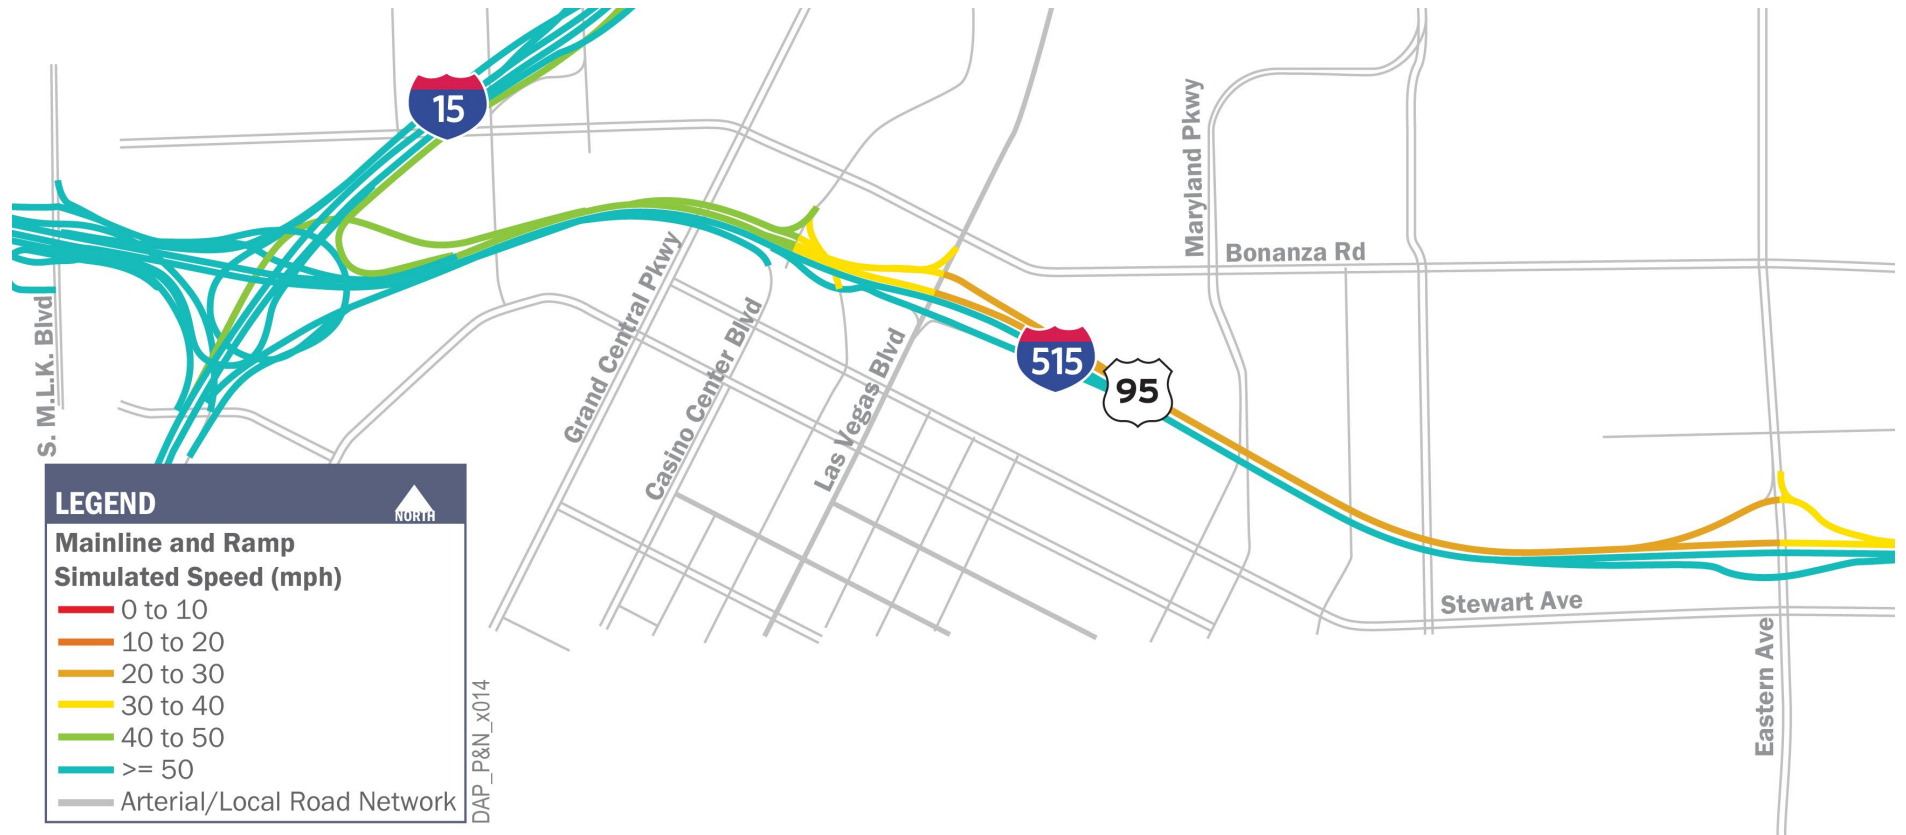 15
Maryland Pkwy
Bonanza Rd
S. M.L.K. Blvd
Grand Central Pkwy
Casino Center Blvd
Las Vegas Blvd
515
95
Stewart Ave
Eastern Ave
LEGEND
NORTH
Mainline and Ramp
Simulated Speed (mph)
0 to 10
10 to 20
20 to 30
30 to 40
40 to 50
>= 50
Arterial/Local Road Network
DAP_P&N_x014